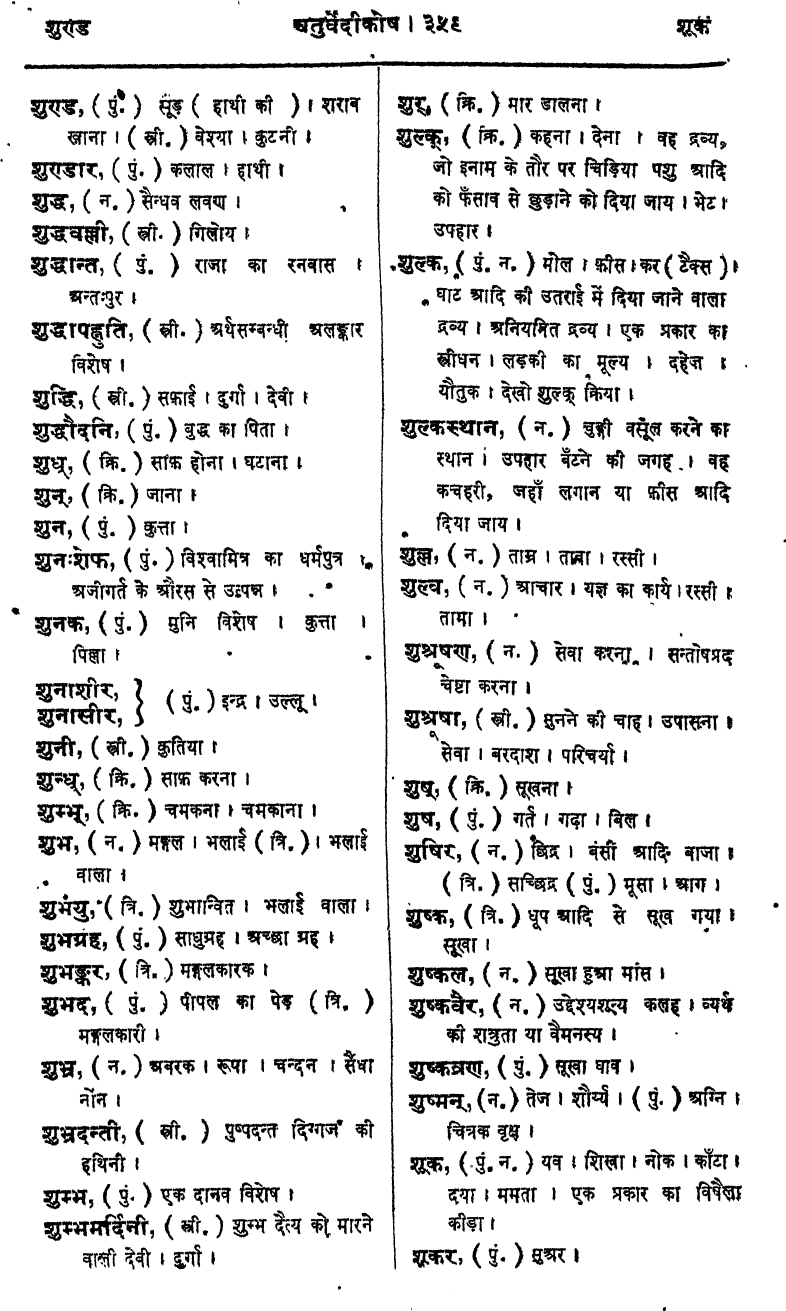 शुण्ड
चतुर्वेदीकोष। ३५६
शूक
शुण्ड, ( पुं. ) सूँड़ ( हाथी की )। शराब
खाना। ( स्त्री. ) वेश्या। कुटनी।
शुण्डार, ( पुं. ) कलाल। हाथी।
शुद्ध, ( न. ) सैन्धव लवण।
शुद्धवल्ली, ( स्त्री. ) गिलोय।
शुद्धान्त, ( पुं. ) राजा का रनवास।
अन्तःपुर।
शुद्धापह्नुति, ( स्त्री. ) अर्थसम्बन्धी अलङ्कार
विशेष।
शुद्धि, ( स्त्री. ) सफ़ाई। दुर्गा। देवी।
शुद्धौदनि, ( पुं. ) बुद्ध का पिता।
शुध्, ( क्रि. ) साफ़ होना। घटाना।
शुन्, ( क्रि. ) जाना।
शुन, ( पुं. ) कुत्ता।
शुनःशेफ, ( पुं. ) विश्वामित्र का धर्मपुत्र।
अजीगर्त के औरस से उत्पन्न।
शुनक, ( पुं. ) मुनि विशेष। कुत्ता।
पिल्ला।
शुनाशीर,
शुनासीर, } ( पुं. ) इन्द्र। उल्लू।
शुनी, ( स्त्री. ) कुतिया।
शुन्ध्, ( क्रि. ) साफ़ करना।
शुम्भ्, ( क्रि. ) चमकना। चमकाना।
शुभ, ( न. ) मङ्गल। भलाई ( त्रि. )। भलाई
वाला।
शुभंयु, ( त्रि. ) शुभान्वित। भलाई वाला।
शुभग्रह, ( पुं. ) साधुग्रह। अच्छा ग्रह।
शुभङ्कर, ( त्रि. ) मङ्गलकारक।
शुभद, ( पुं. ) पीपल का पेड़ ( त्रि. )
मङ्गलकारी।
शुभ्र, ( न. ) अबरक। रूपा। चन्दन। सैंधा
नोंन।
शुभ्रदन्ती, ( स्त्री. ) पुष्पदन्त दिग्गज की
हथिनी।
शुम्भ, ( पुं. ) एक दानव विशेष।
शुम्भमर्दिनी, ( स्त्री. ) शुम्भ दैत्य को मारने
वाली देवी। दुर्गा।
शुर्, ( क्रि. ) मार डालना।
शुल्क्, ( क्रि. ) कहना। देना। वह द्रव्य,
जो इनाम के तौर पर चिड़िया पशु आदि
को फँसाव से छुड़ाने को दिया जाय। भेट।
उपहार।
शुल्क, ( पुं. न. ) मोल। फ़ीस। कर ( टैक्स )।
घाट आदि की उतराई में दिया जाने वाला
द्रव्य। अनियमित द्रव्य। एक प्रकार का
स्त्रीधन। लड़की का मूल्य। दहेज।
यौतुक। देखो शुल्क् क्रिया।
शुल्कस्थान, ( न. ) चुङ्गी वसूल करने का
स्थान। उपहार बँटने की जगह। वह
कचहरी, जहाँ लगान या फ़ीस आदि
दिया जाय।
शुल्ल, ( न. ) ताम्र। ताबा। रस्सी।
शुल्व, ( न. ) आचार। यज्ञ का कार्य। रस्सी।
तामा।
शुश्रूषण, ( न. ) सेवा करना। सन्तोषप्रद
चेष्टा करना।
शुश्रूषा, ( स्त्री. ) सुनने की चाह। उपासना।
सेवा। बरदाश। परिचर्या।
शुष्, ( क्रि. ) सूखना।
शुष, ( पुं. ) गर्त। गढ़ा। बिल।
शुषिर, ( न. ) छिद्र। बंसी आदि बाजा।
( त्रि. ) सच्छिद्र ( पुं. ) मूसा। आग।
शुष्क, ( त्रि. ) धूप आदि से सूख गया।
सूखा।
शुष्कल, ( न. ) सूखा हुआ मांस।
शुष्कवैर, ( न. ) उद्देश्यशून्य कलह। व्यर्थ
की शत्रुता या वैमनस्य।
शुष्कव्रण, ( पुं. ) सूखा घाव।
शुष्मन्, ( न. ) तेज। शौर्य्य। ( पुं. ) अग्नि।
चित्रक वृक्ष।
शूक, ( पुं. न. ) यव। शिखा। नोक। काँटा।
दया। ममता। एक प्रकार का विषैला
कीड़ा।
शूकर, ( पुं. ) सुअर।